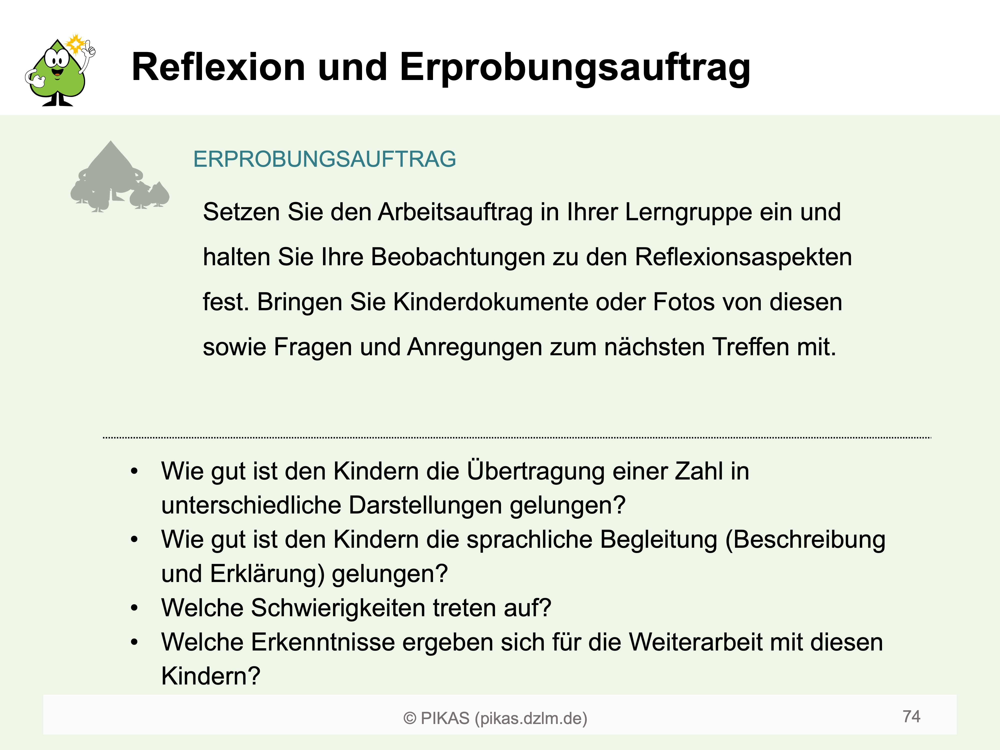 Reflexion und Erprobungsauftrag
ERPROBUNGSAUFTRAG
Setzen Sie den Arbeitsauftrag in Ihrer Lerngruppe ein und
halten Sie Ihre Beobachtungen zu den Reflexionsaspekten
fest. Bringen Sie Kinderdokumente oder Fotos von diesen
sowie Fragen und Anregungen zum nächsten Treffen mit.
• Wie gut ist den Kindern die Übertragung einer Zahl in
unterschiedliche Darstellungen gelungen?
• Wie gut ist den Kindern die sprachliche Begleitung (Beschreibung
und Erklärung) gelungen?
• Welche Schwierigkeiten treten auf?
• Welche Erkenntnisse ergeben sich für die Weiterarbeit mit diesen
Kindern?
© PIKAS (pikas.dzlm.de)
74